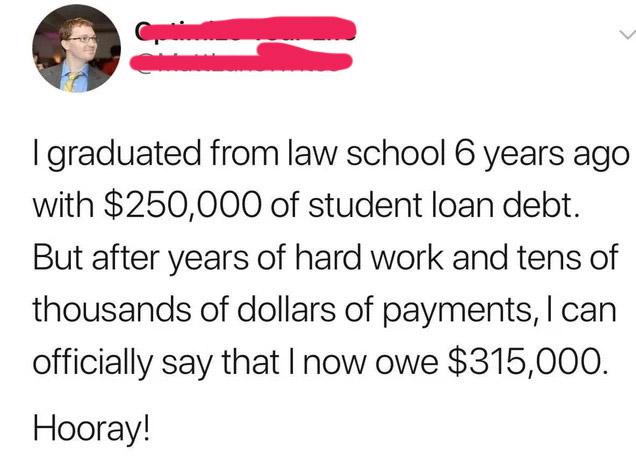 I graduated from law school 6 years ago
with $250,000 of student loan debt.
But after years of hard work and tens of
thousands of dollars of payments, I can
officially say that I now owe $315,000.
Hooray!